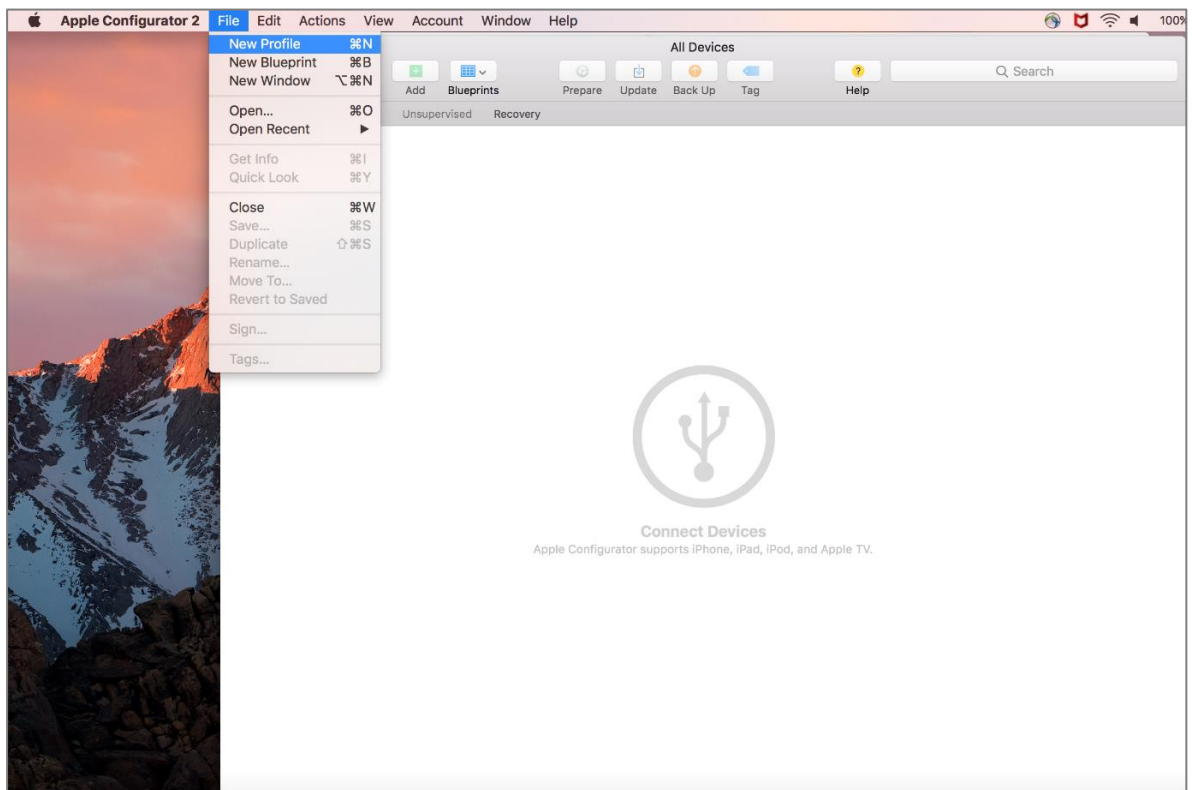 Apple Configurator 2 File Edit Actions View Account Window Help 100%
New Profile ⌘N
New Blueprint ⌘B
New Window ⌥⌘N
Open... ⌘O
Open Recent ▶
Get Info ⌘I
Quick Look ⌘Y
Close ⌘W
Save... ⌘S
Duplicate ⇧⌘S
Rename...
Move To...
Revert to Saved
Sign...
Tags...
All Devices
Search
Add Blueprints Prepare Update Back Up Tag Help
Unsupervised Recovery
Connect Devices
Apple Configurator supports iPhone, iPad, iPod, and Apple TV.